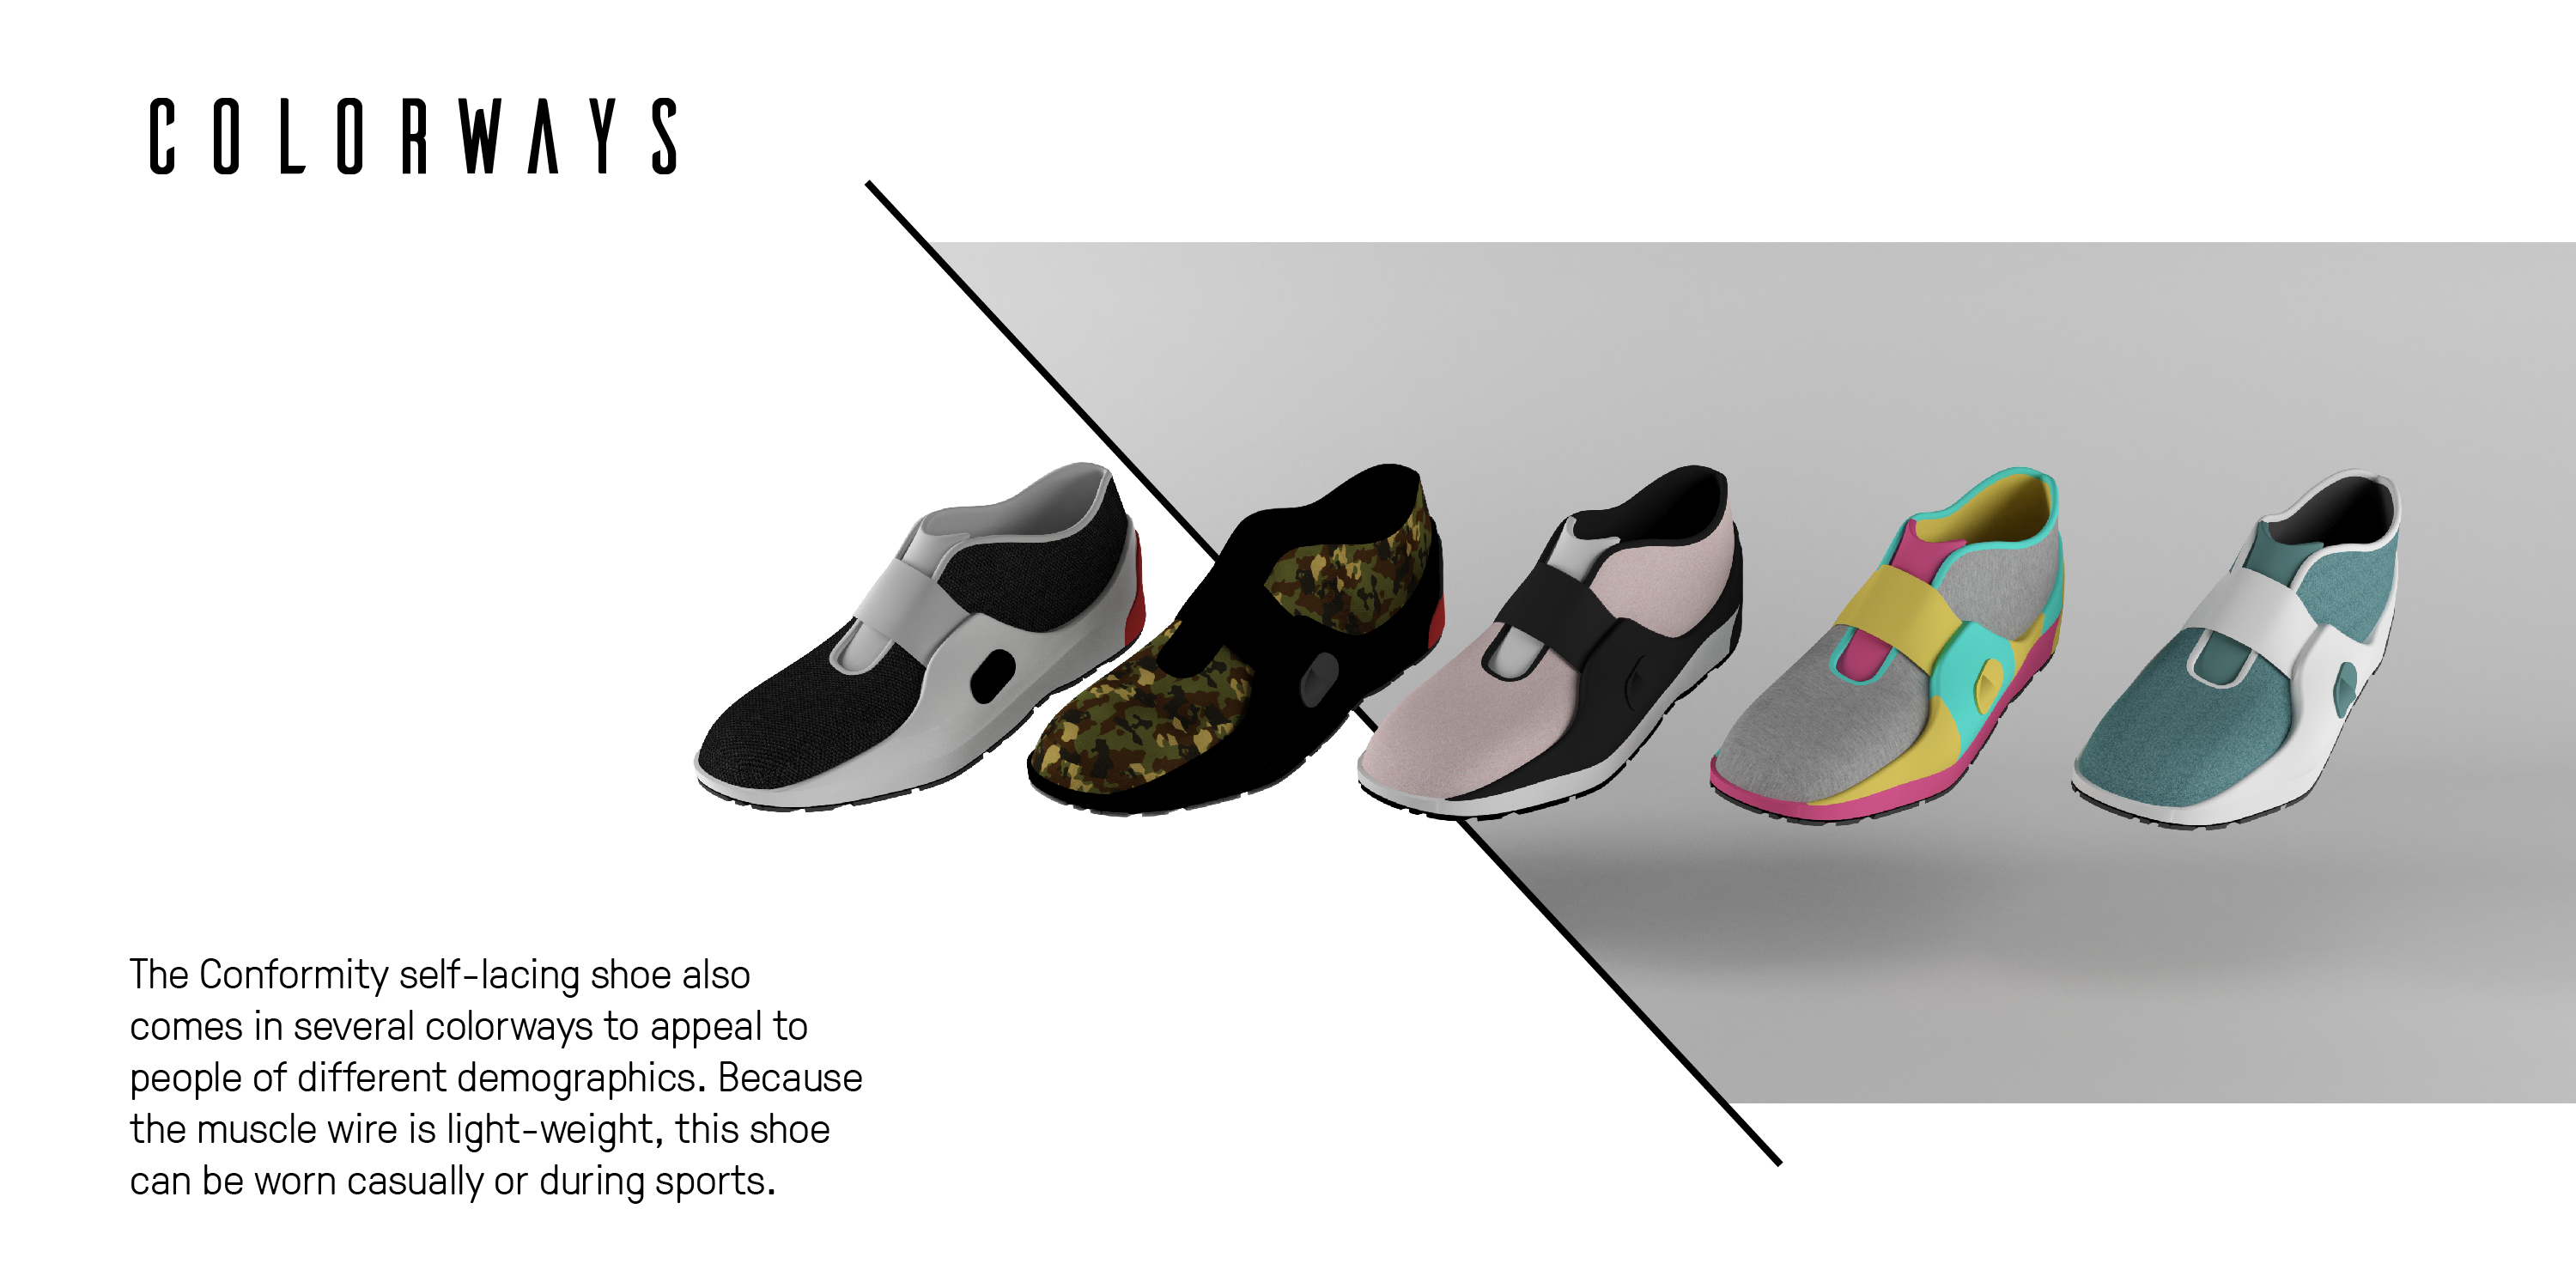 COLORWAYS
The Conformity self-lacing shoe also
comes in several colorways to appeal to
people of different demographics. Because
the muscle wire is light-weight, this shoe
can be worn casually or during sports.